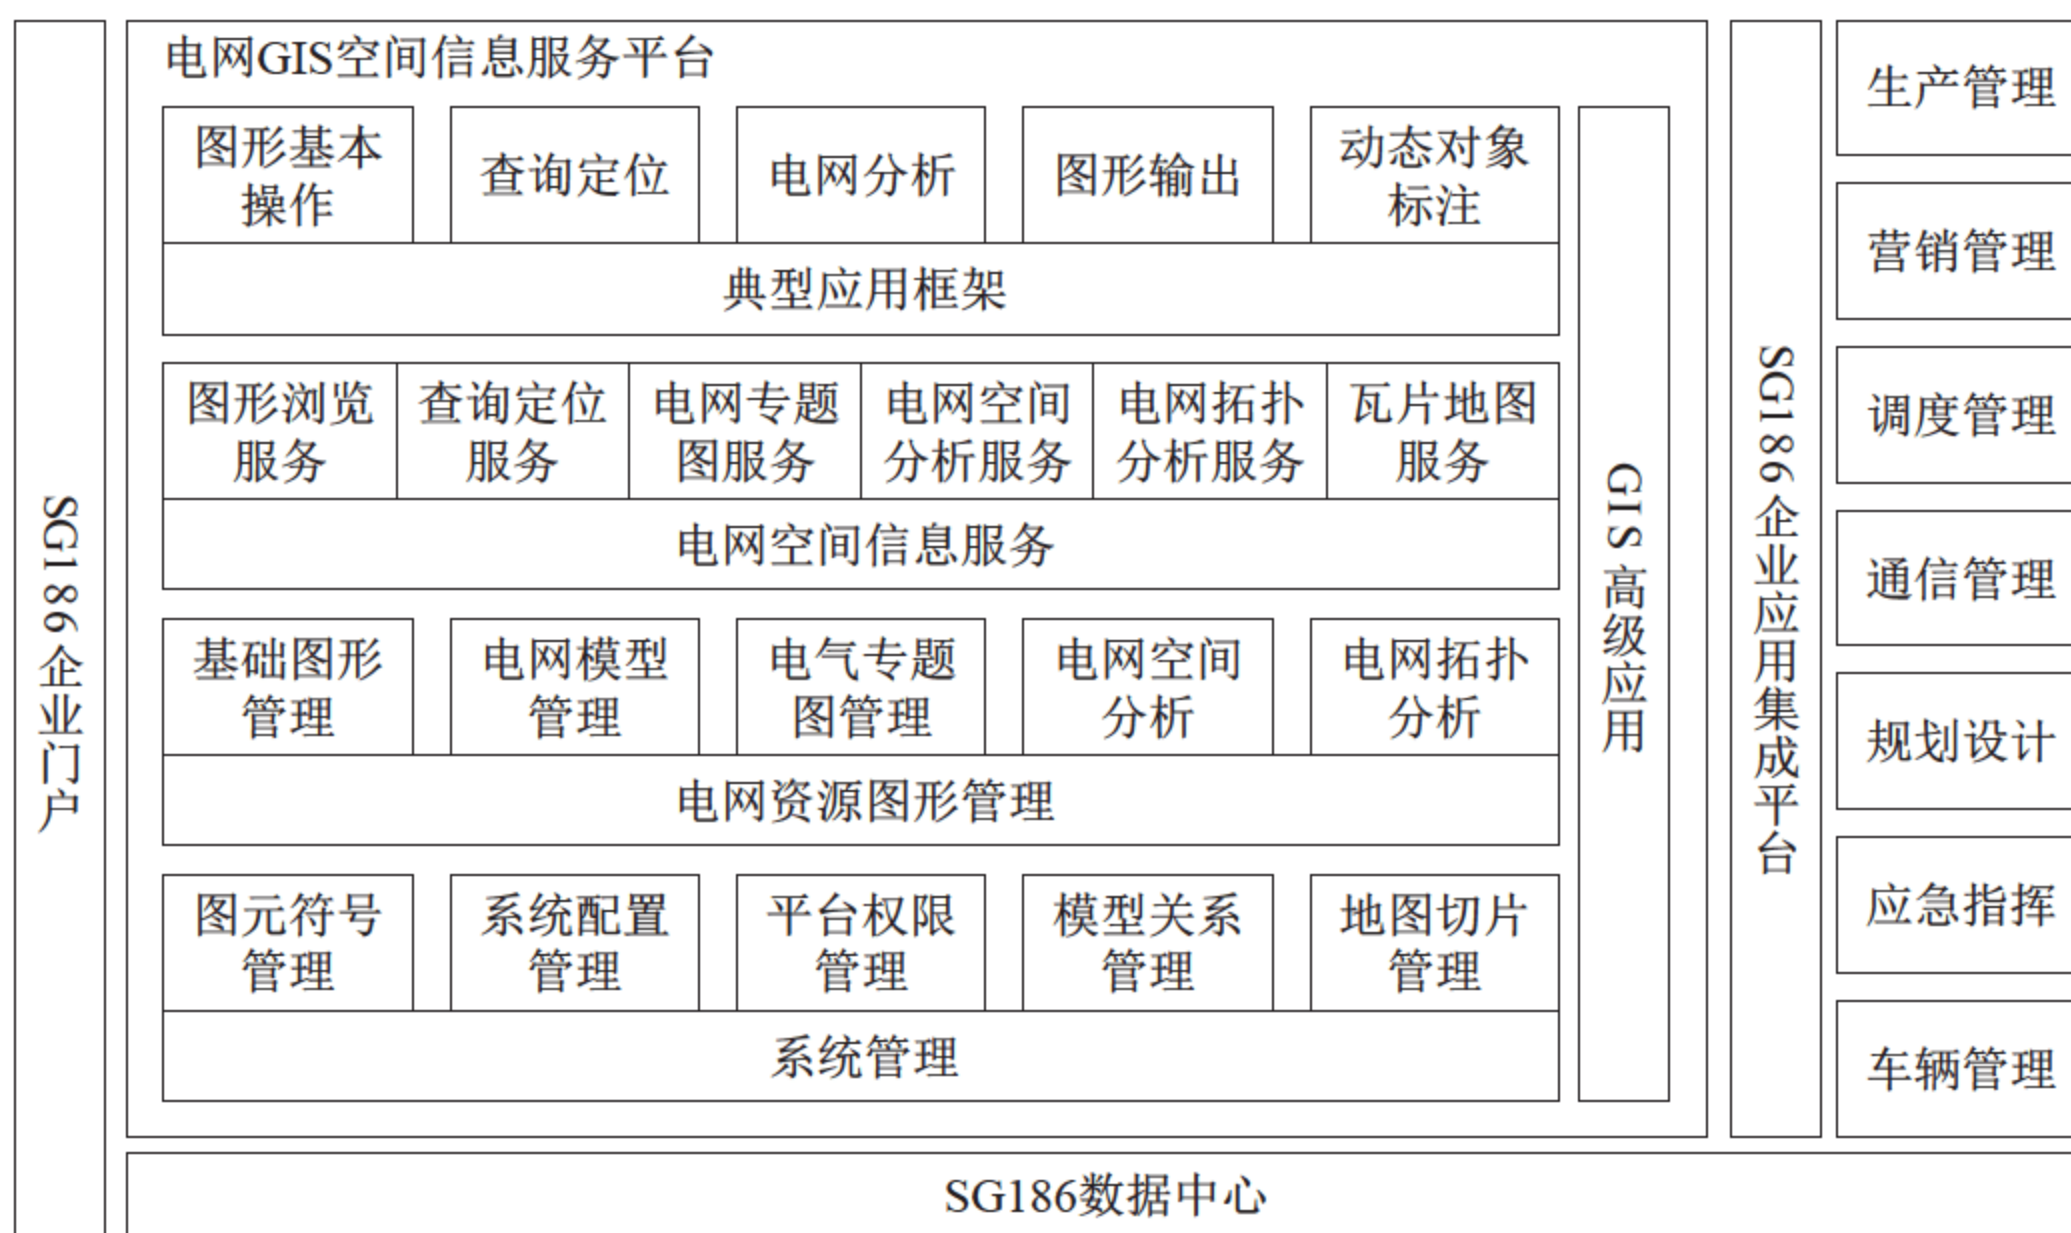 SG186企业门户
电网GIS空间信息服务平台
图形基本
操作
查询定位
电网分析
图形输出
动态对象
标注
典型应用框架
图形浏览
服务
查询定位
服务
电网专题
图服务
电网空间
分析服务
电网拓扑
分析服务
瓦片地图
服务
电网空间信息服务
基础图形
管理
电网模型
管理
电气专题
图管理
电网空间
分析
电网拓扑
分析
电网资源图形管理
图元符号
管理
系统配置
管理
平台权限
管理
模型关系
管理
地图切片
管理
系统管理
GIS高级应用
SG186企业应用集成平台
生产管理
营销管理
调度管理
通信管理
规划设计
应急指挥
车辆管理
SG186数据中心